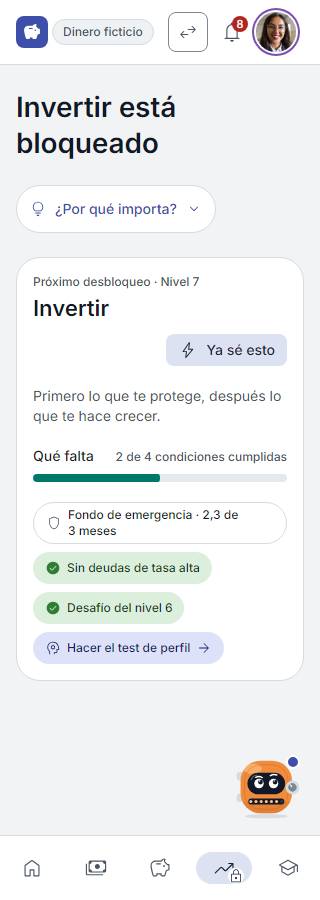 Dinero ficticio
8
Invertir está
bloqueado
¿Por qué importa?
Próximo desbloqueo · Nivel 7
Invertir
Ya sé esto
Primero lo que te protege, después lo
que te hace crecer.
Qué falta
2 de 4 condiciones cumplidas
Fondo de emergencia · 2,3 de
3 meses
Sin deudas de tasa alta
Desafío del nivel 6
Hacer el test de perfil